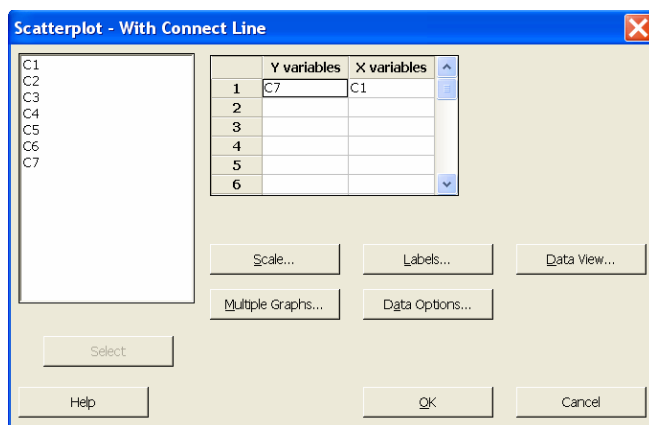 Scatterplot - With Connect Line
C1
C2
C3
C4
C5
C6
C7
Y variables X variables
1 C7 C1
2
3
4
5
6
Scale... Labels... Data View...
Multiple Graphs... Data Options...
Select
Help OK Cancel